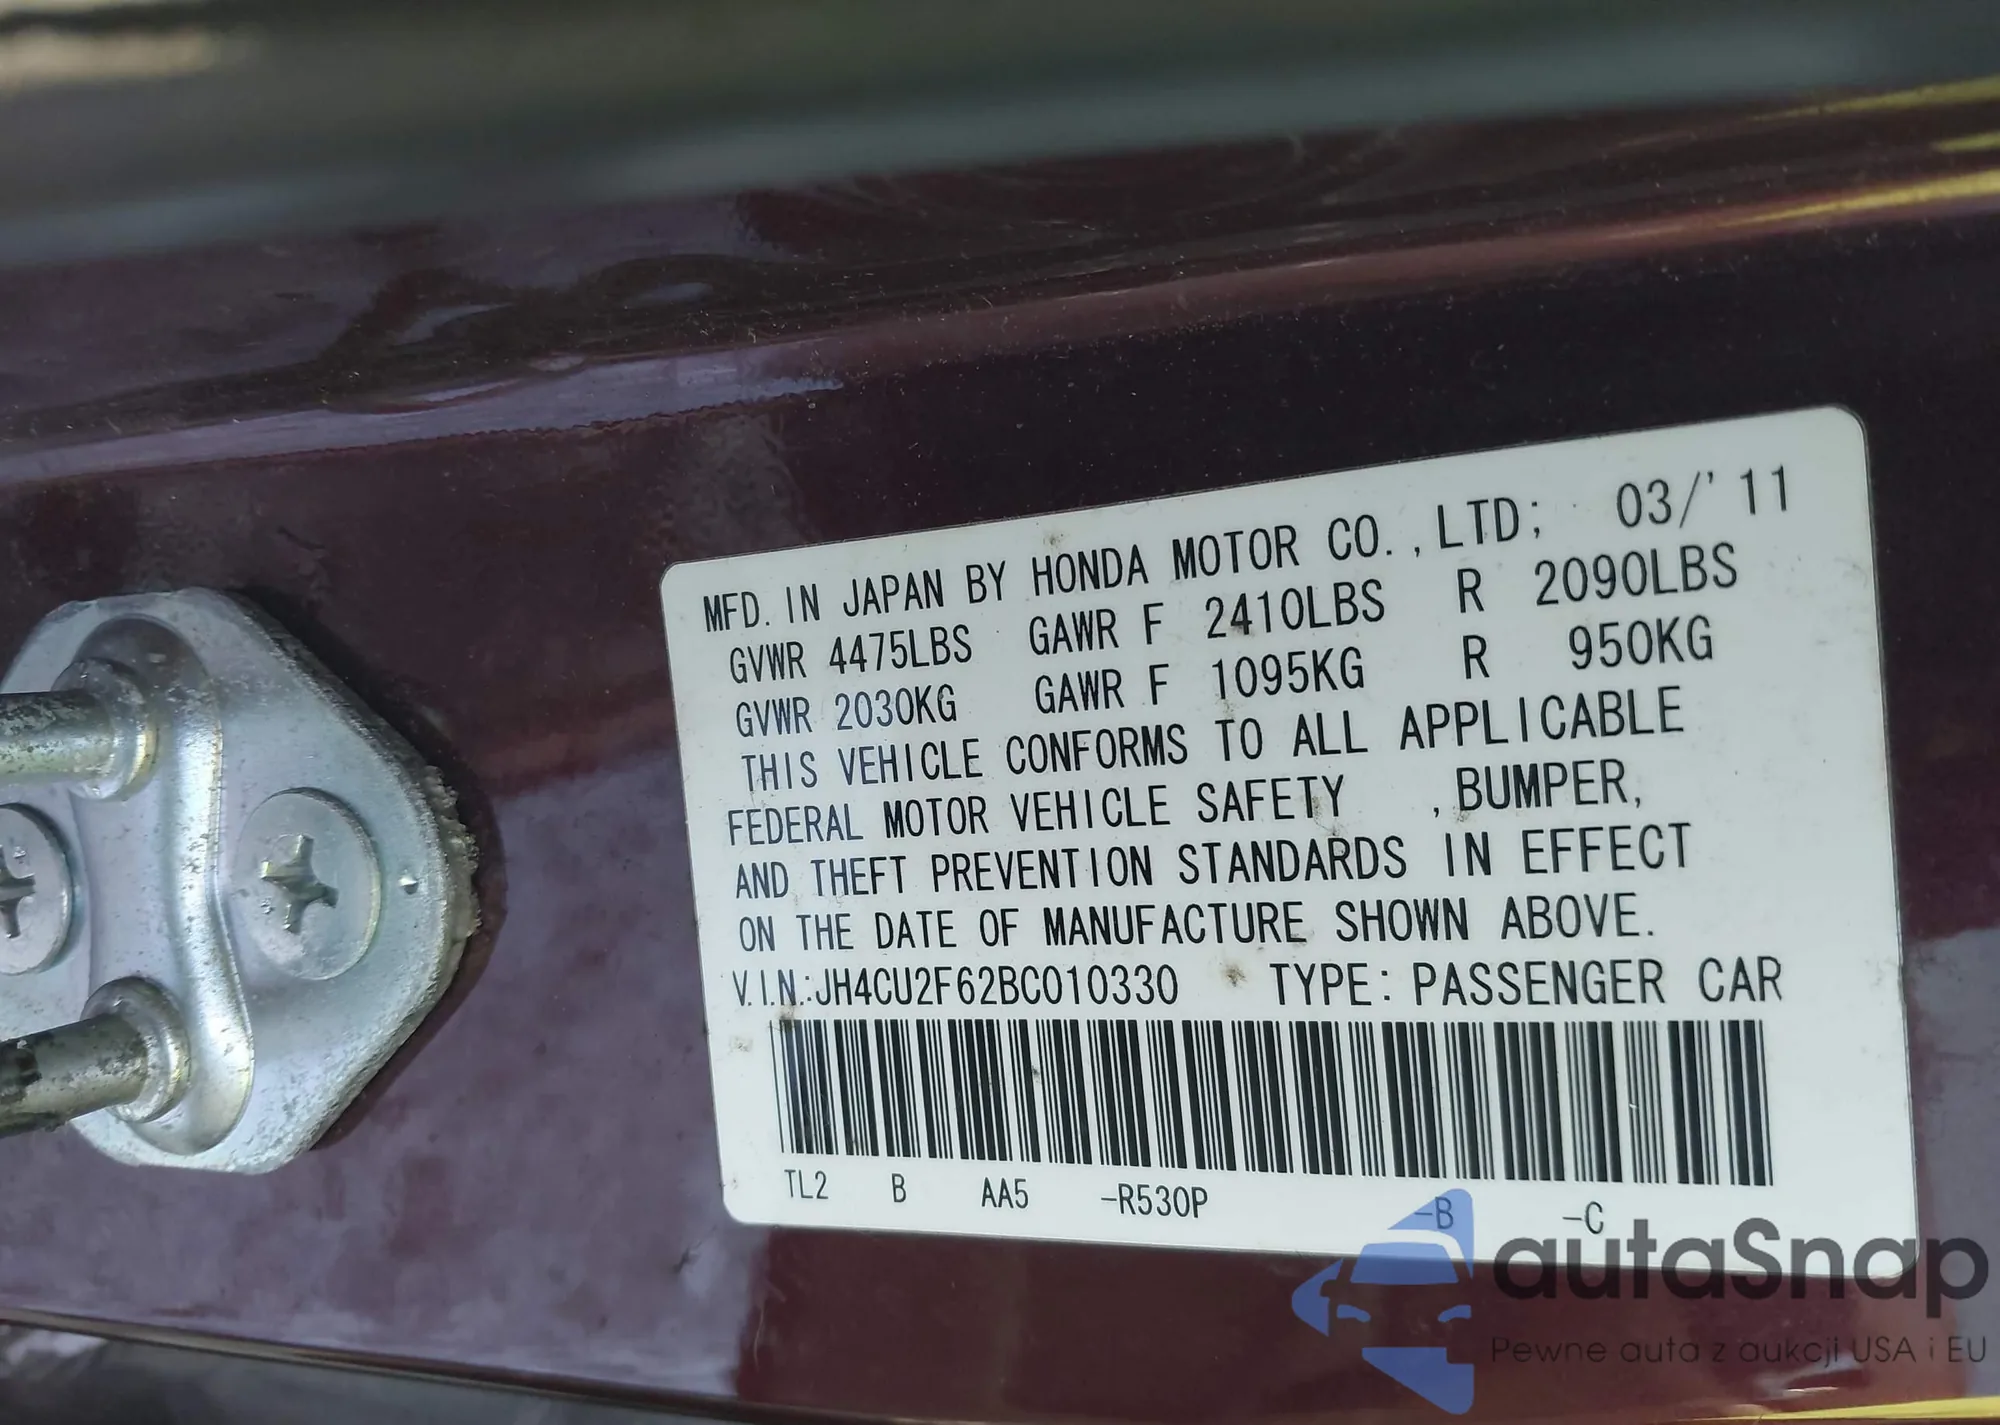 MFD. IN JAPAN BY HONDA MOTOR CO.,LTD; 03/'11
GVWR 4475LBS GAWR F 2410LBS R 2090LBS
GVWR 2030KG GAWR F 1095KG R 950KG
THIS VEHICLE CONFORMS TO ALL APPLICABLE
FEDERAL MOTOR VEHICLE SAFETY ,BUMPER,
AND THEFT PREVENTION STANDARDS IN EFFECT
ON THE DATE OF MANUFACTURE SHOWN ABOVE.
V.I.N.:JH4CU2F62BC010330 TYPE: PASSENGER CAR
TL2 B AA5 -R530P -B -C
autaSnap
Pewne auta z aukcji USA i EU